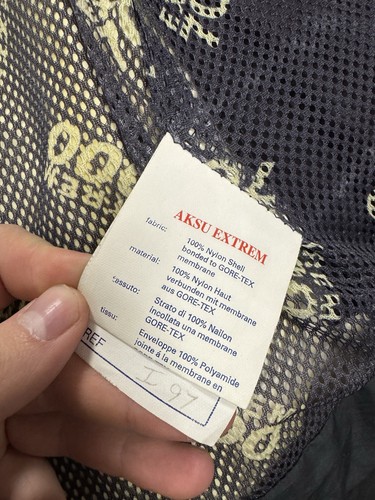 AKSU EXTREM
fabric: 100% Nylon Shell
bonded to GORE-TEX
membrane
material: 100% Nylon Haut
verbunden mit membrane
aus GORE-TEX
tessuto: Strato di 100% Nailon
incollata una membrane
GORE-TEX
tissu: Enveloppe 100% Polyamide
jointe á la membrane en
REF
I 97